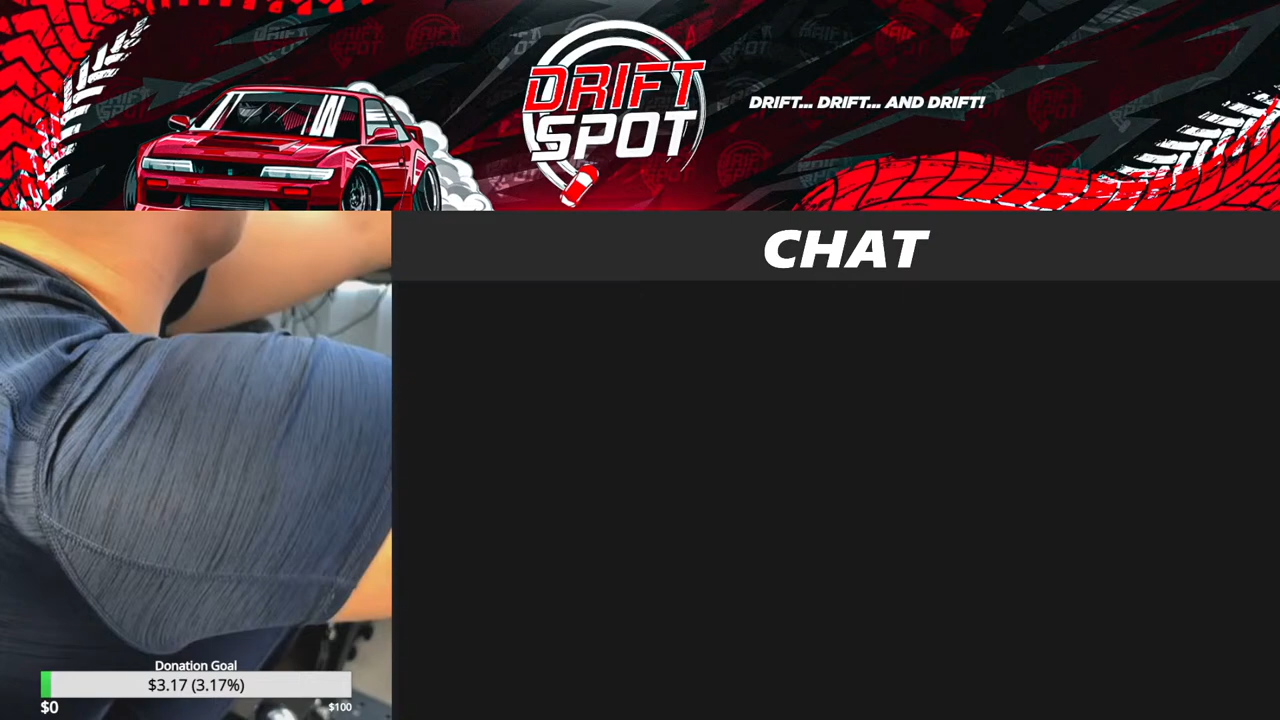 DRIFT
SPOT
DRIFT... DRIFT... AND DRIFT!
CHAT
Donation Goal
$3.17 (3.17%)
$0
$100